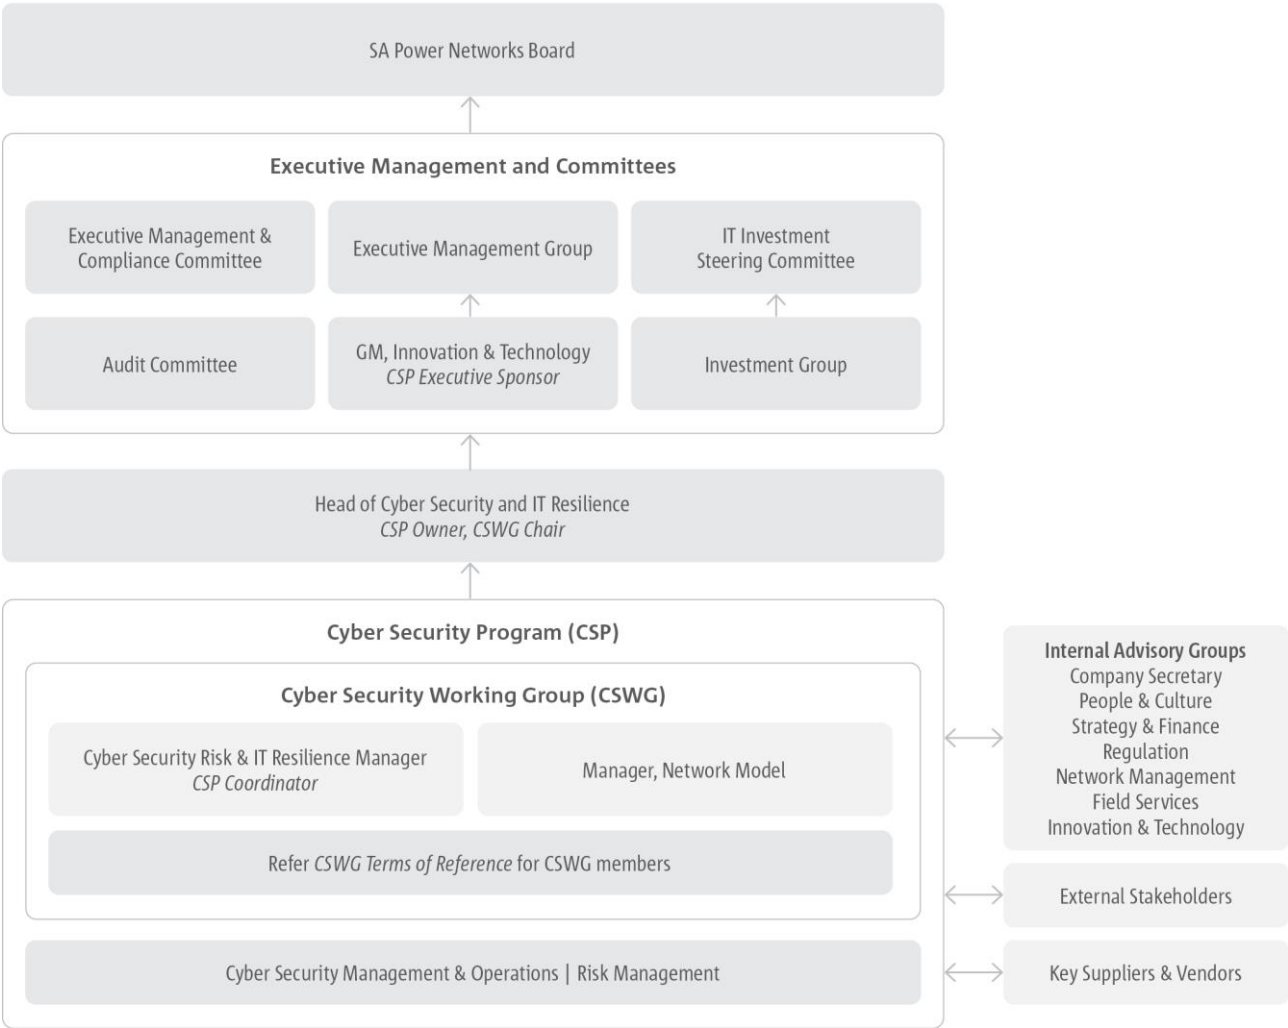 SA Power Networks Board
Executive Management and Committees
Executive Management &
Compliance Committee
Executive Management Group
IT Investment
Steering Committee
Audit Committee
GM, Innovation & Technology
CSP Executive Sponsor
Investment Group
Head of Cyber Security and IT Resilience
CSP Owner, CSWG Chair
Cyber Security Program (CSP)
Cyber Security Working Group (CSWG)
Cyber Security Risk & IT Resilience Manager
CSP Coordinator
Manager, Network Model
Refer CSWG Terms of Reference for CSWG members
Cyber Security Management & Operations | Risk Management
Internal Advisory Groups
Company Secretary
People & Culture
Strategy & Finance
Regulation
Network Management
Field Services
Innovation & Technology
External Stakeholders
Key Suppliers & Vendors